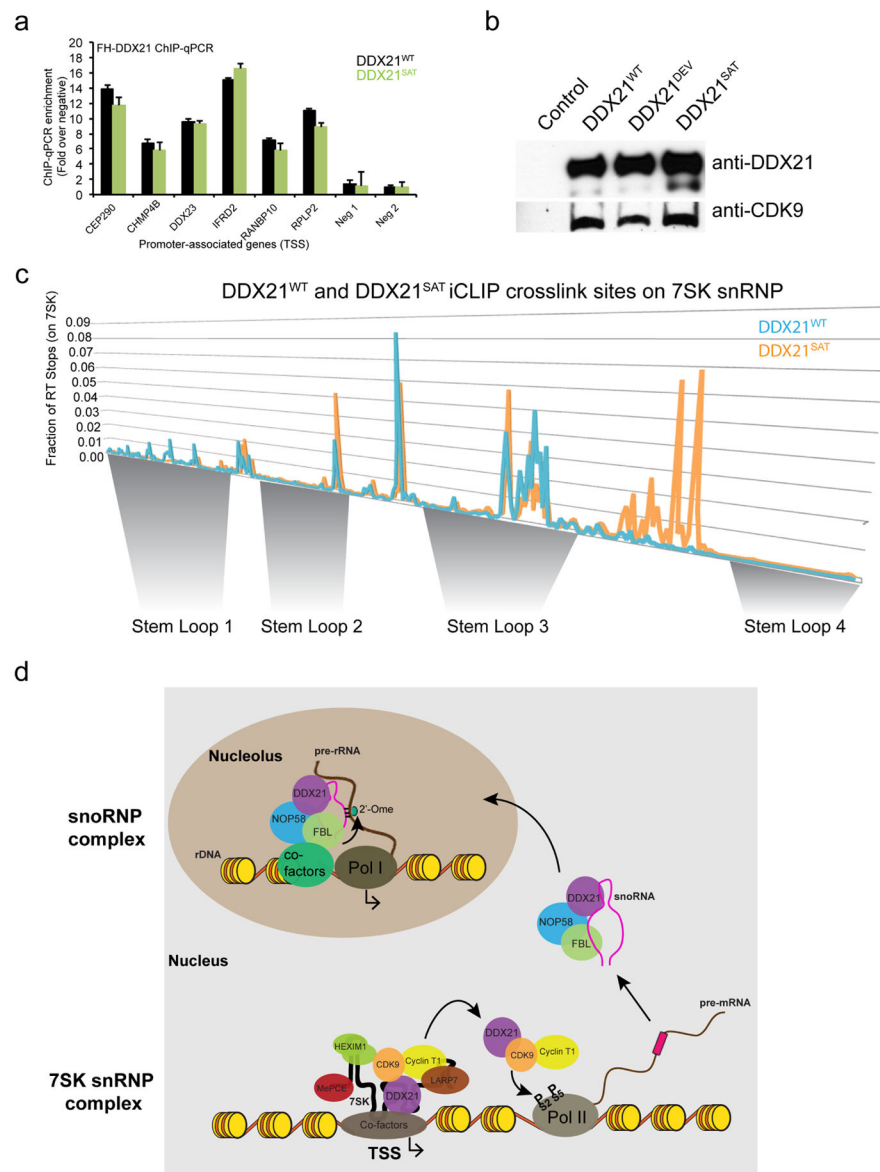 a
FH-DDX21 ChIP-qPCR
DDX21WT
DDX21SAT
ChIP-qPCR enrichment
(Fold over negative)
20
18
16
14
12
10
8
6
4
2
0
CEP290
CHMP4B
DDX23
IFRD2
RANBP10
RPLP2
Neg 1
Neg 2
Promoter-associated genes (TSS)
b
Control
DDX21WT
DDX21DEV
DDX21SAT
anti-DDX21
anti-CDK9
c
DDX21WT and DDX21SAT iCLIP crosslink sites on 7SK snRNP
DDX21WT
DDX21SAT
Fraction of RT Stops (on 7SK)
0.09
0.08
0.07
0.06
0.05
0.04
0.03
0.02
0.01
0.00
Stem Loop 1
Stem Loop 2
Stem Loop 3
Stem Loop 4
d
snoRNP
complex
Nucleolus
pre-rRNA
DDX21
NOP58
FBL
2'-Ome
rDNA
co-
factors
Pol I
Nucleus
DDX21
snoRNA
NOP58
FBL
pre-mRNA
7SK snRNP
complex
HEXIM1
CDK9
Cyclin T1
MePCE
7SK
LARP7
DDX21
Co-factors
TSS
DDX21
CDK9
Cyclin T1
P P
S2 S5
Pol II